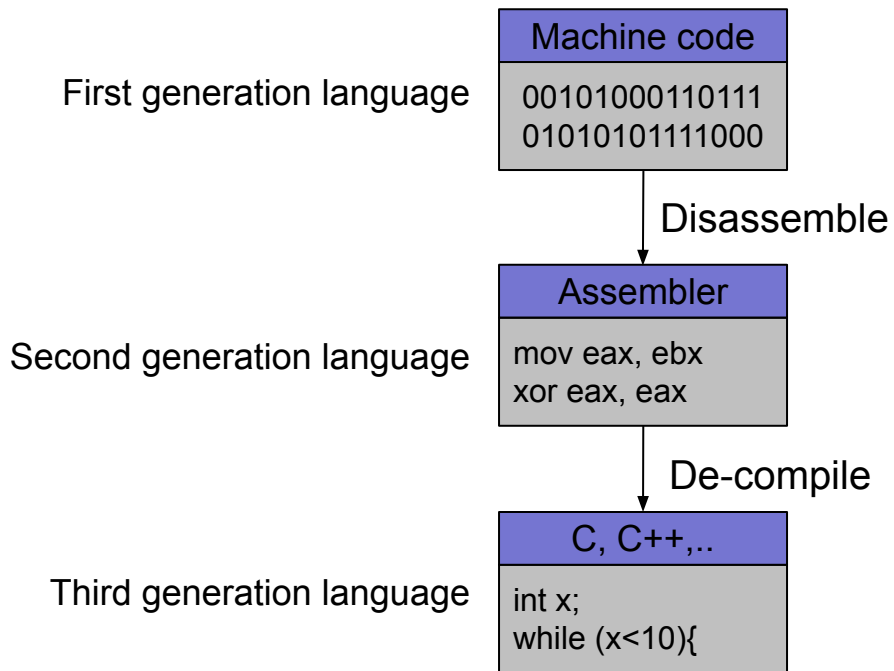 Machine code
First generation language
00101000110111
01010101111000
Disassemble
Assembler
Second generation language
mov eax, ebx
xor eax, eax
De-compile
C, C++,..
Third generation language
int x;
while (x<10){